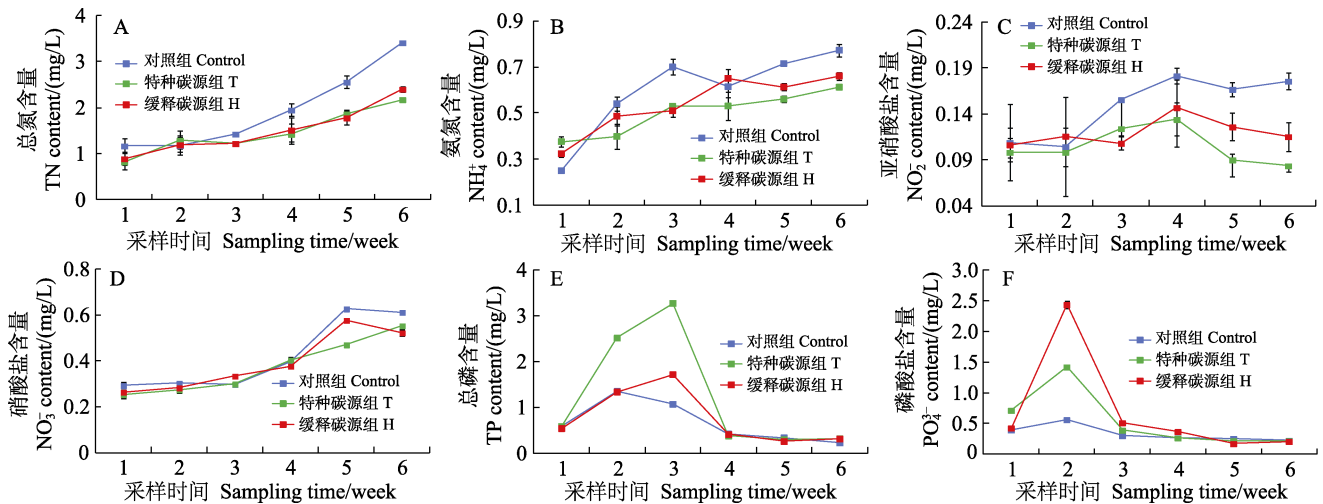 A
总氮含量
TN content/(mg/L)
4
3
2
1
0
对照组 Control
特种碳源组 T
缓释碳源组 H
1 2 3 4 5 6
采样时间 Sampling time/week
B
氨氮含量
NH₄⁺ content/(mg/L)
0.9
0.7
0.5
0.3
0.1
对照组 Control
特种碳源组 T
缓释碳源组 H
1 2 3 4 5 6
采样时间 Sampling time/week
C
亚硝酸盐含量
NO₂⁻ content/(mg/L)
0.24
0.19
0.14
0.09
0.04
对照组 Control
特种碳源组 T
缓释碳源组 H
1 2 3 4 5 6
采样时间 Sampling time/week
D
硝酸盐含量
NO₃⁻ content/(mg/L)
0.8
0.6
0.4
0.2
0
对照组 Control
特种碳源组 T
缓释碳源组 H
1 2 3 4 5 6
采样时间 Sampling time/week
E
总磷含量
TP content/(mg/L)
4
3
2
1
0
对照组 Control
特种碳源组 T
缓释碳源组 H
1 2 3 4 5 6
采样时间 Sampling time/week
F
磷酸盐含量
PO₄³⁻ content/(mg/L)
3.0
2.5
2.0
1.5
1.0
0.5
0
对照组 Control
特种碳源组 T
缓释碳源组 H
1 2 3 4 5 6
采样时间 Sampling time/week